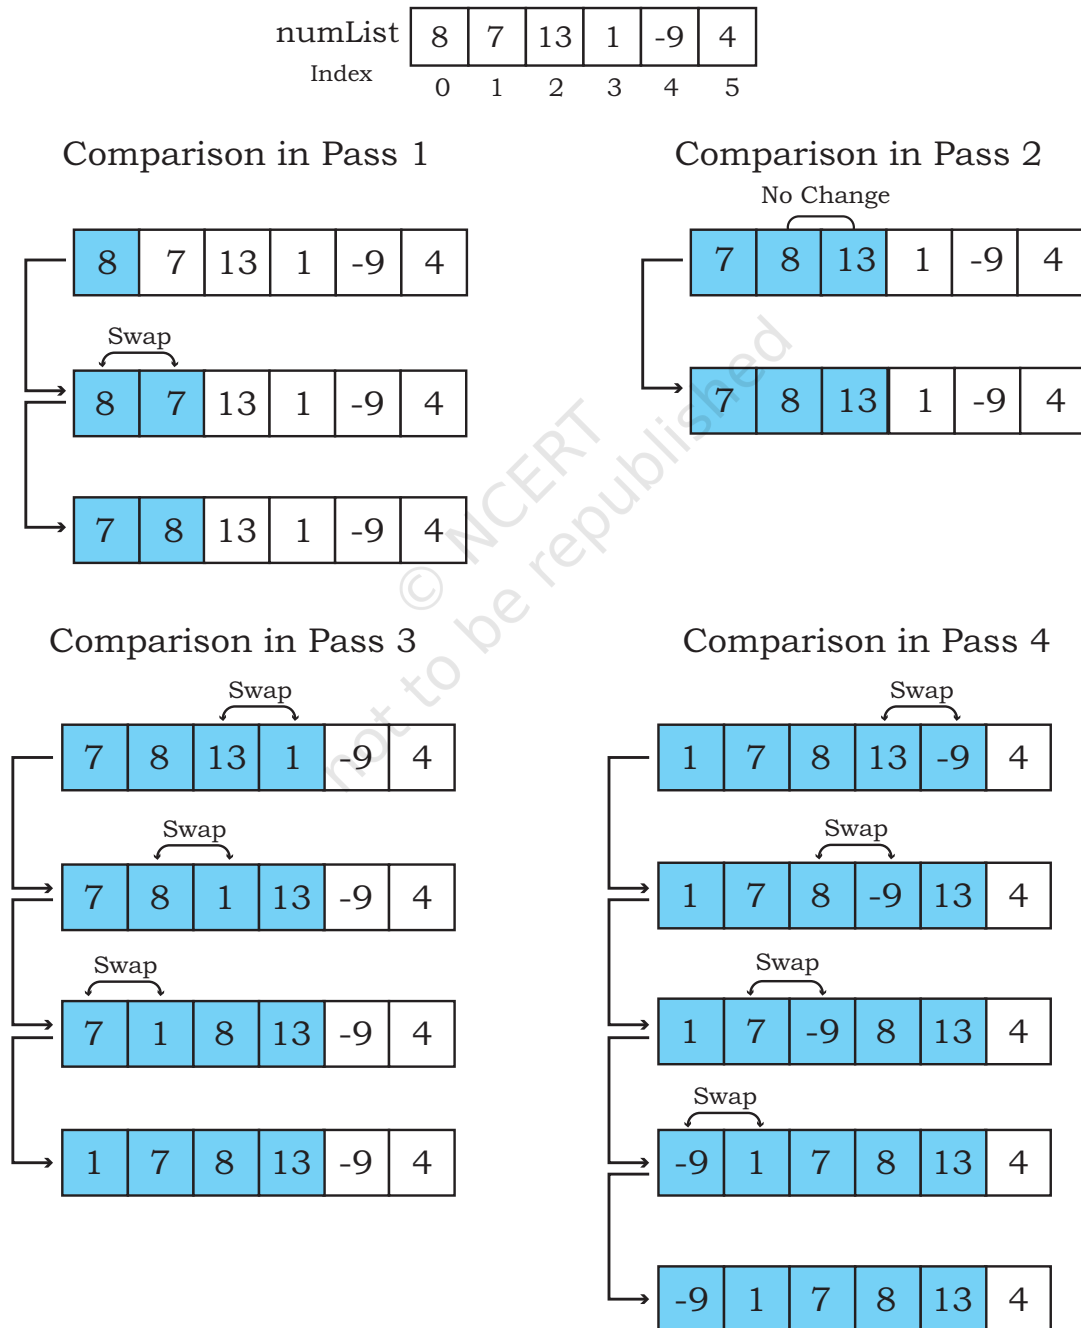 numList 8 7 13 1 -9 4
Index 0 1 2 3 4 5
Comparison in Pass 1
8 7 13 1 -9 4
Swap
8 7 13 1 -9 4
7 8 13 1 -9 4
Comparison in Pass 2
No Change
7 8 13 1 -9 4
7 8 13 1 -9 4
Comparison in Pass 3
Swap
7 8 13 1 -9 4
Swap
7 8 1 13 -9 4
Swap
7 1 8 13 -9 4
1 7 8 13 -9 4
Comparison in Pass 4
Swap
1 7 8 13 -9 4
Swap
1 7 8 -9 13 4
Swap
1 7 -9 8 13 4
Swap
-9 1 7 8 13 4
-9 1 7 8 13 4
© NCERT
not to be republished